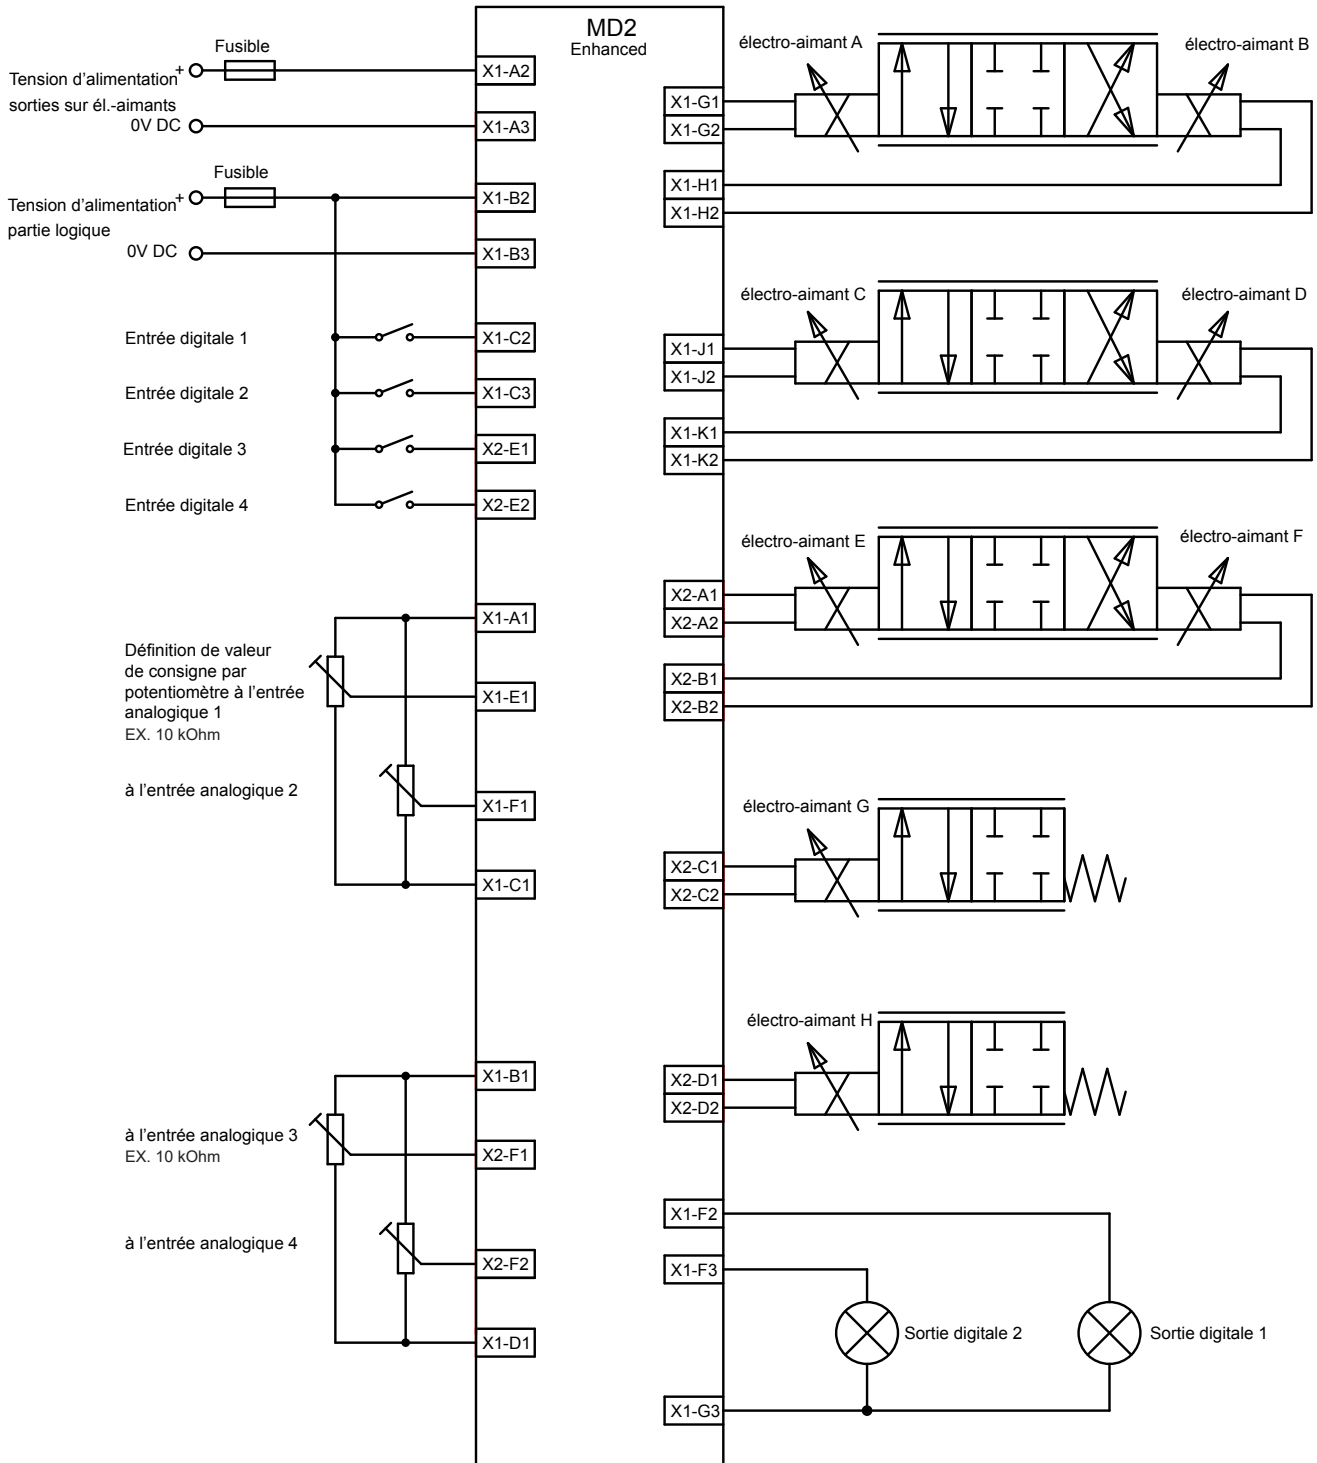 MD2
Enhanced
Fusible
Tension d'alimentation +
sorties sur él.-aimants
0V DC
Fusible
Tension d'alimentation +
partie logique
0V DC
Entrée digitale 1
Entrée digitale 2
Entrée digitale 3
Entrée digitale 4
Définition de valeur
de consigne par
potentiomètre à l'entrée
analogique 1
EX. 10 kOhm
à l'entrée analogique 2
à l'entrée analogique 3
EX. 10 kOhm
à l'entrée analogique 4
X1-A2
X1-A3
X1-B2
X1-B3
X1-C2
X1-C3
X2-E1
X2-E2
X1-A1
X1-E1
X1-F1
X1-C1
X1-B1
X2-F1
X2-F2
X1-D1
X1-G1
X1-G2
X1-H1
X1-H2
X1-J1
X1-J2
X1-K1
X1-K2
X2-A1
X2-A2
X2-B1
X2-B2
X2-C1
X2-C2
X2-D1
X2-D2
X1-F2
X1-F3
X1-G3
électro-aimant A
électro-aimant B
électro-aimant C
électro-aimant D
électro-aimant E
électro-aimant F
électro-aimant G
électro-aimant H
Sortie digitale 2
Sortie digitale 1